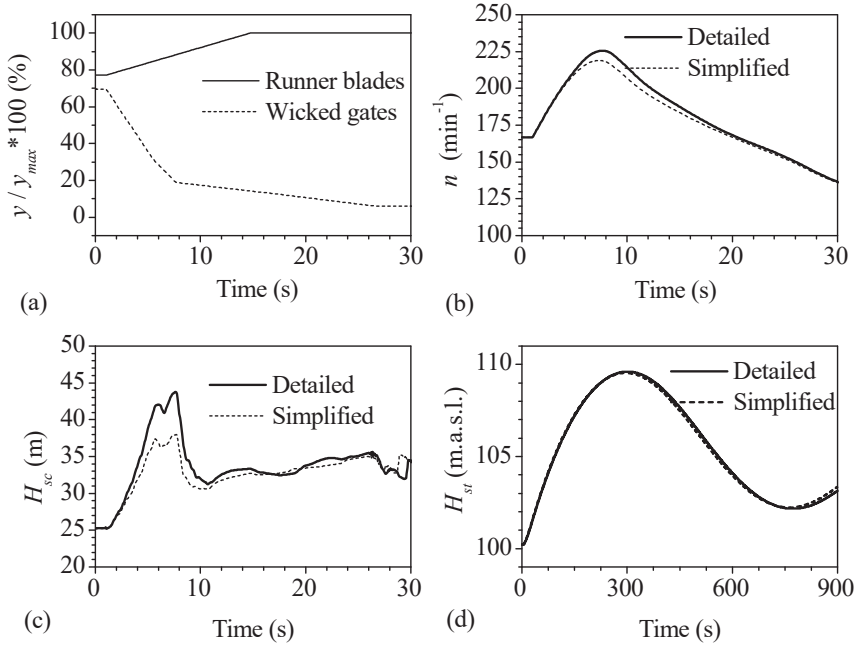 100
80
60
40
20
0
y / y_max*100 (%)
Runner blades
Wicked gates
0 10 20 30
Time (s)
(a)
250
225
200
175
150
125
100
n (min⁻¹)
Detailed
Simplified
0 10 20 30
Time (s)
(b)
50
45
40
35
30
25
20
H_sc (m)
Detailed
Simplified
0 10 20 30
Time (s)
(c)
110
105
100
H_st (m.a.s.l.)
Detailed
Simplified
0 300 600 900
Time (s)
(d)